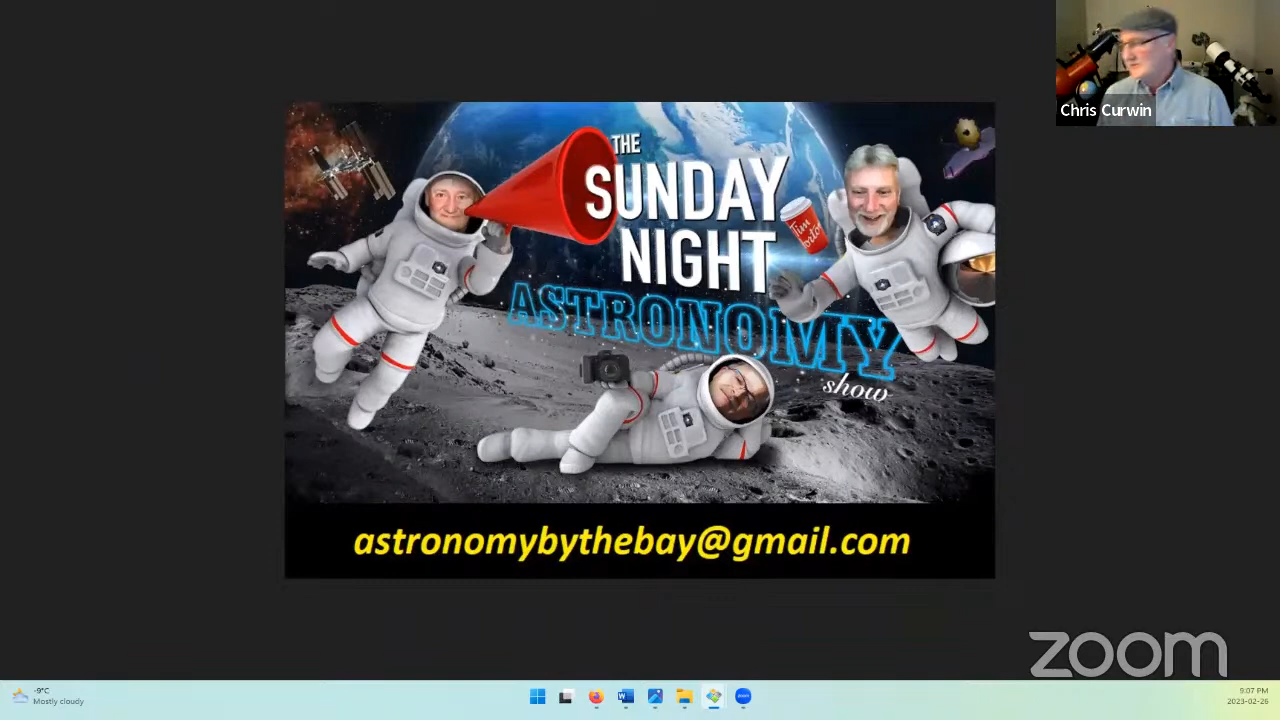 Chris Curwin
THE
SUNDAY
NIGHT
ASTRONOMY
show
Tim
astronomybythebay@gmail.com
zoom
-9°C
Mostly cloudy
9:07 PM
2023-02-26